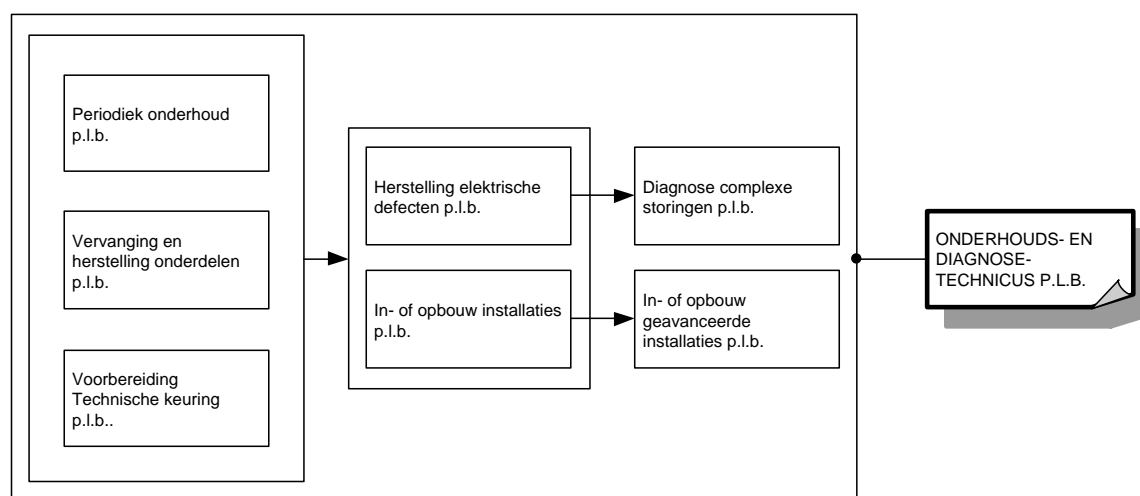 Periodiek onderhoud
p.l.b.
Vervanging en
herstelling onderdelen
p.l.b.
Voorbereiding
Technische keuring
p.l.b..
Herstelling elektrische
defecten p.l.b.
In- of opbouw installaties
p.l.b.
Diagnose complexe
storingen p.l.b.
In- of opbouw
geavanceerde
installaties p.l.b.
ONDERHOUDS- EN
DIAGNOSE-
TECHNICUS P.L.B.